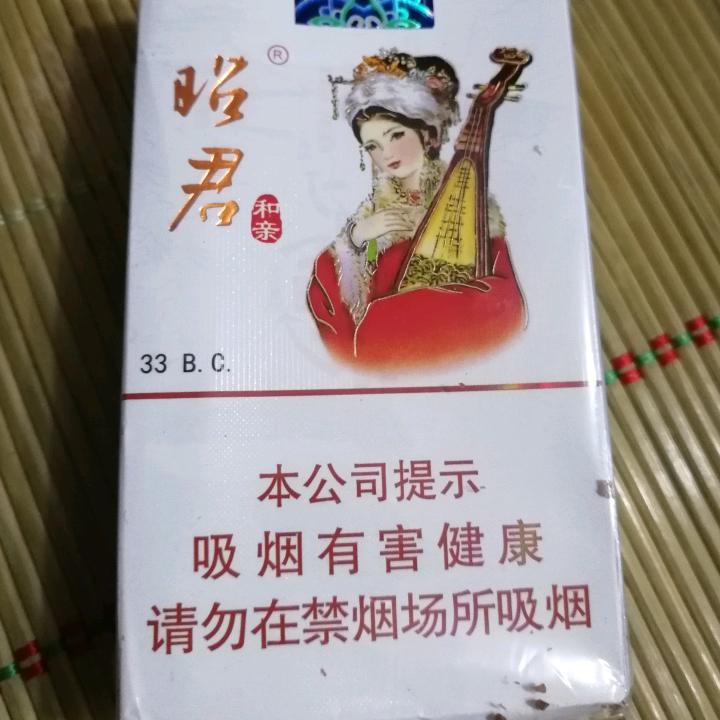 昭君
®
和亲
33 B.C.
本公司提示
吸烟有害健康
请勿在禁烟场所吸烟